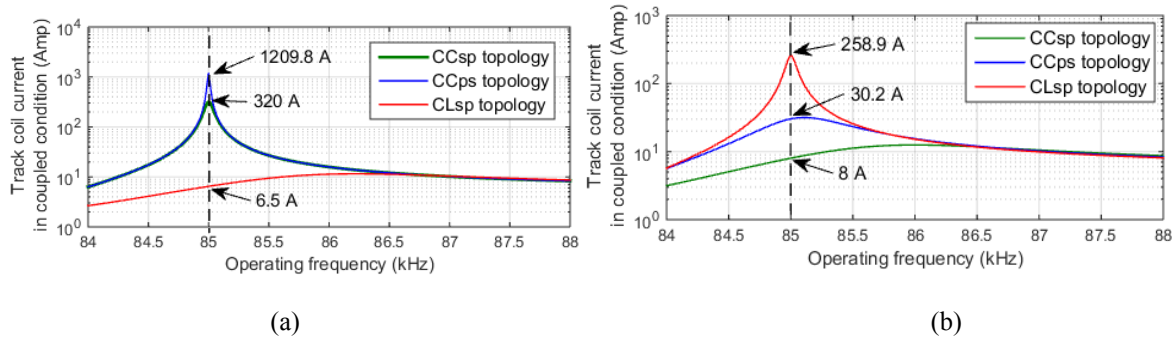 (a)
Track coil current
in coupled condition (Amp)
10^4
10^3
10^2
10^1
10^0
1209.8 A
320 A
6.5 A
CCsp topology
CCps topology
CLsp topology
84 84.5 85 85.5 86 86.5 87 87.5 88
Operating frequency (kHz)
(a)
(b)
Track coil current
in coupled condition (Amp)
10^3
10^2
10^1
10^0
258.9 A
30.2 A
8 A
CCsp topology
CCps topology
CLsp topology
84 84.5 85 85.5 86 86.5 87 87.5 88
Operating frequency (kHz)
(b)